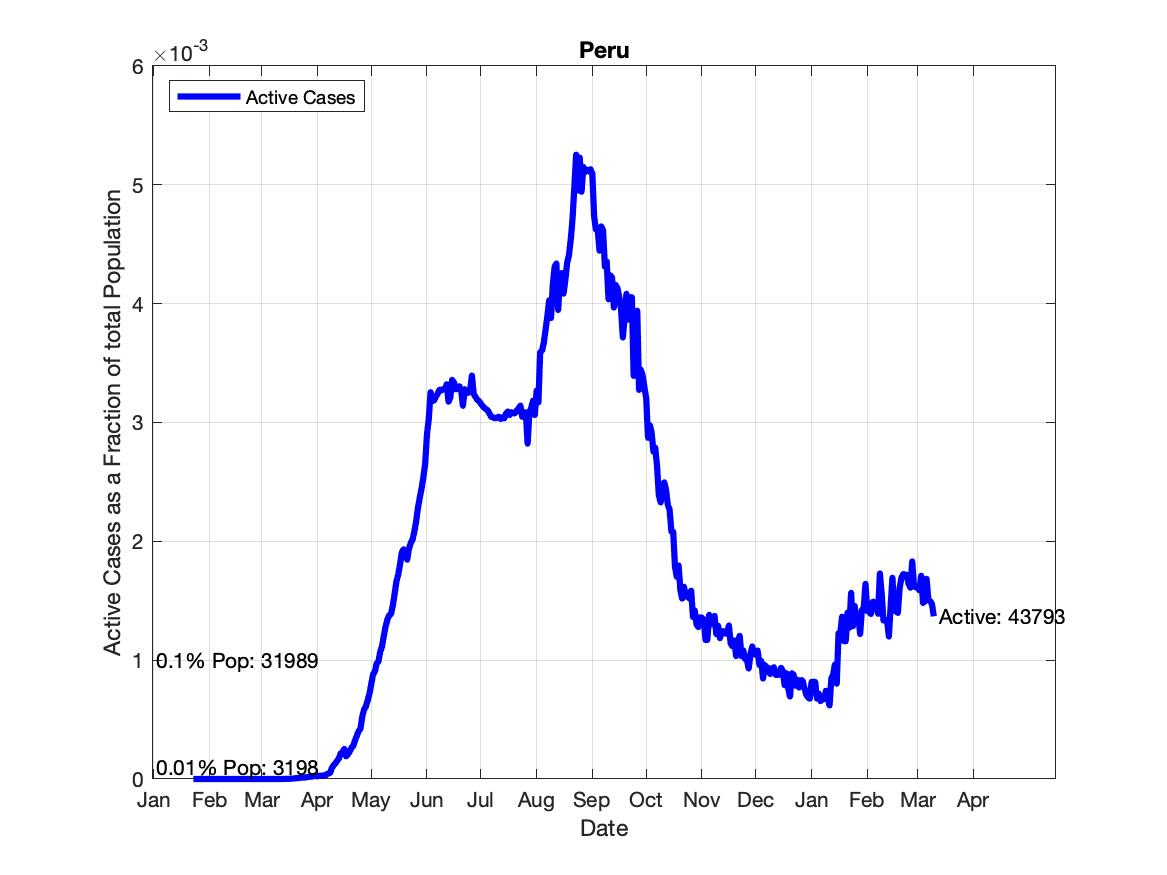 Peru
×10-3
Active Cases
6
5
4
3
2
1
0
Active Cases as a Fraction of total Population
0.1% Pop: 31989
0.01% Pop: 3198
Active: 43793
Jan Feb Mar Apr May Jun Jul Aug Sep Oct Nov Dec Jan Feb Mar Apr
Date